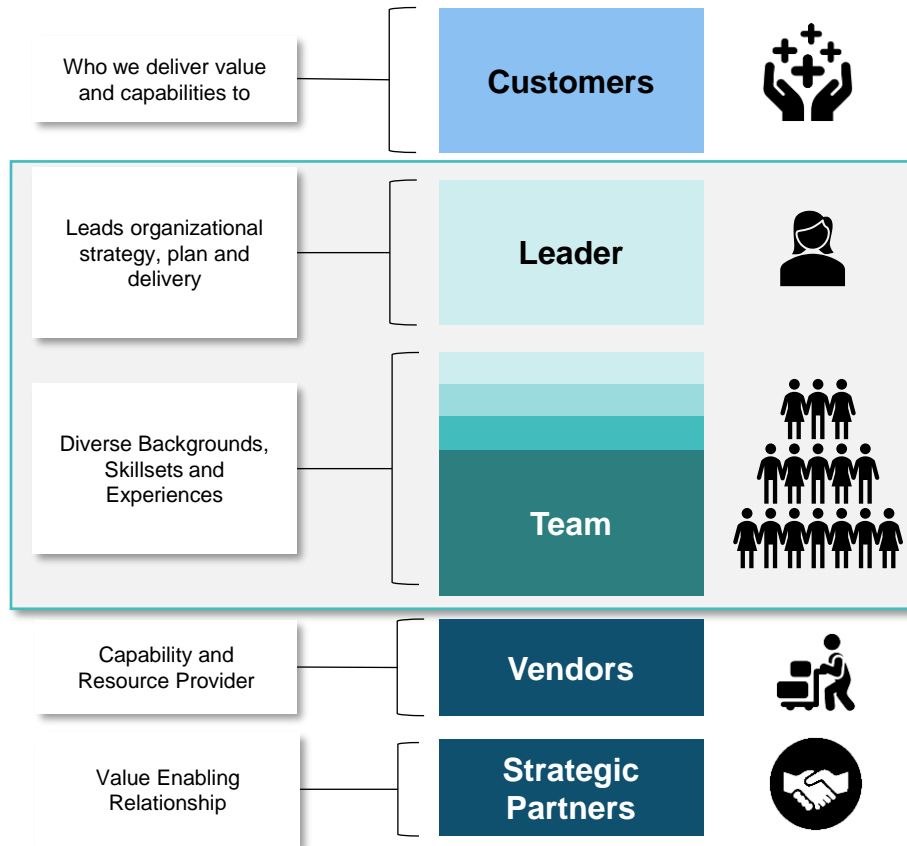 Who we deliver value
and capabilities to
Customers
Leads organizational
strategy, plan and
delivery
Leader
Diverse Backgrounds,
Skillsets and
Experiences
Team
Capability and
Resource Provider
Vendors
Value Enabling
Relationship
Strategic
Partners